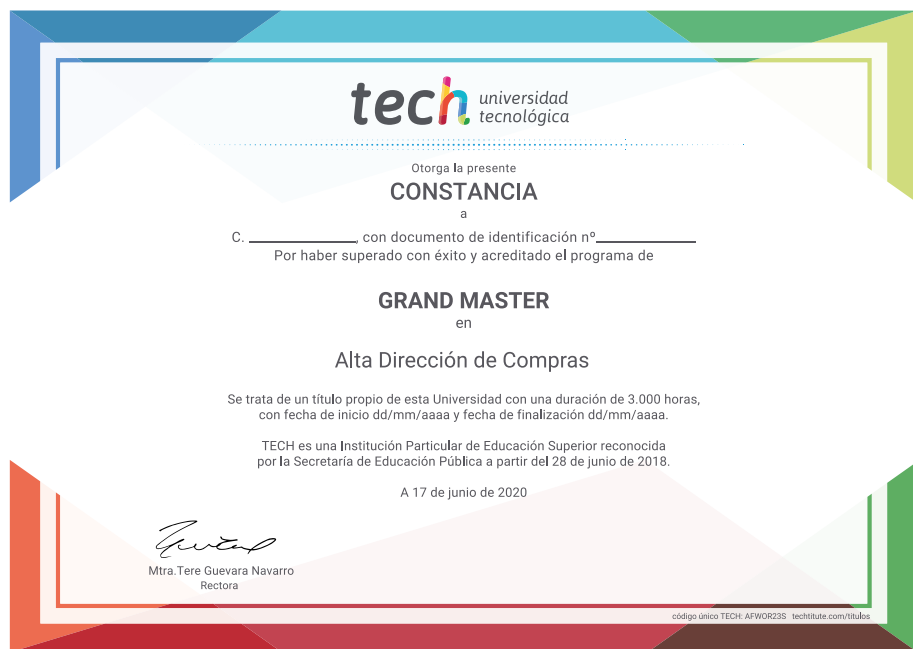 tech universidad
tecnológica
Otorga la presente
CONSTANCIA
a
C. ____________, con documento de identificación nº____________
Por haber superado con éxito y acreditado el programa de
GRAND MASTER
en
Alta Dirección de Compras
Se trata de un título propio de esta Universidad con una duración de 3.000 horas,
con fecha de inicio dd/mm/aaaa y fecha de finalización dd/mm/aaaa.
TECH es una Institución Particular de Educación Superior reconocida
por la Secretaría de Educación Pública a partir del 28 de junio de 2018.
A 17 de junio de 2020
Mtra.Tere Guevara Navarro
Rectora
código único TECH: AFWOR23S techtitute.com/titulos